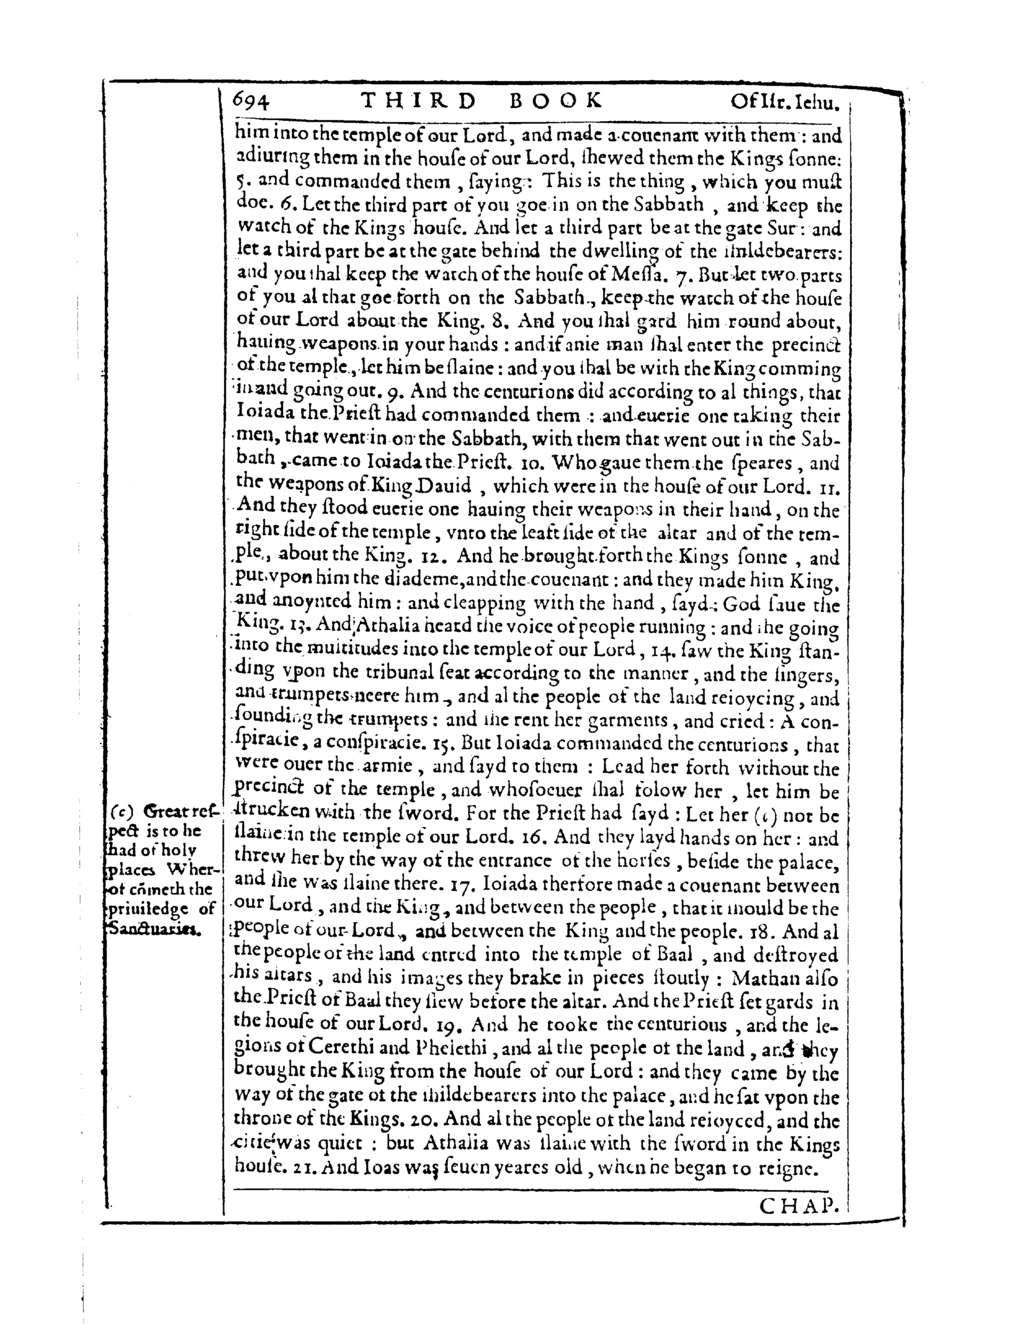 694 THIRD BOOK Of Isr. Iehu.
him into the temple of our Lord, and made a couenant with them: and
adiuring them in the houſe of our Lord, ſhewed them the Kings ſonne:
5. and commanded them, ſaying: This is the thing, which you muſt
doe. 6. Let the third part of you goe in on the Sabbath, and keep the
watch of the Kings houſe. And let a third part be at the gate Sur: and
let a third part be at the gate behind the dwelling of the ſhildebearers:
and you ſhal keep the watch of the houſe of Meſſa. 7. But let two parts
of you al that goe forth on the Sabbath, keep the watch of the houſe
of our Lord about the King. 8. And you ſhal gard him round about,
hauing weapons in your hands: and if anie man ſhal enter the precinct
of the temple, let him be ſlaine: and you ſhal be with the King comming
in and going out. 9. And the centurions did according to al things, that
Ioiada the Prieſt had commanded them: and euerie one taking their
men, that went in on the Sabbath, with them that went out in the Sab-
bath, came to Ioiada the Prieſt. 10. Who gaue them the ſpeares, and
the weapons of King Dauid, which were in the houſe of our Lord. 11.
And they ſtood euerie one hauing their weapons in their hand, on the
right ſide of the temple, vnto the leaft ſide of the altar and of the tem-
ple, about the King. 12. And he brought forth the Kings ſonne, and
put vpon him the diademe, and the couenant: and they made him King,
and anoynted him: and clapping with the hand, ſayd: God ſaue the
King. 13. And Athalia heard the voice of people running: and ſhe going
into the multitudes into the temple of our Lord, 14. ſaw the King ſtan-
ding vpon the tribunal ſeat according to the manner, and the ſingers,
and trumpets neere him, and al the people of the land reioycing, and
ſounding the trumpets: and ſhe rent her garments, and cried: A con-
ſpiracie, a conſpiracie. 15. But Ioiada commanded the centurions, that
were ouer the armie, and ſayd to them: Lead her forth without the
precinct of the temple, and whoſoeuer ſhal folow her, let him be
ſtrucken with the ſword. For the Prieſt had ſayd: Let her (c) not be
ſlaine in the temple of our Lord. 16. And they layd hands on her: and
threw her by the way of the entrance of the horſes, beſide the palace,
and ſhe was ſlaine there. 17. Ioiada therfore made a couenant between
our Lord, and the King, and between the people, that it ſhould be the
people of our Lord, and between the King and the people. 18. And al
the people of the land entred into the temple of Baal, and deſtroyed
his altars, and his images they brake in pieces ſtoutly: Mathan alſo
the Prieſt of Baal they ſlew before the altar. And the Prieſt ſet gards in
the houſe of our Lord. 19. And he tooke the centurious, and the le-
gions of Cerethi and Phelethi, and al the people of the land, and they
brought the King from the houſe of our Lord: and they came by the
way of the gate of the ſhildebearers into the palace, and he ſat vpon the
throne of the Kings. 20. And al the people of the land reioyced, and the
citie was quiet: but Athalia was ſlaine with the ſword in the Kings
houſe. 21. And Ioas was ſeuen yeares old, when he began to reigne.
(c) Great reſ-
pect is to be
had of holy
places Wher-
of cōmeth the
priuiledge of
Sanctuaries.
CHAP.